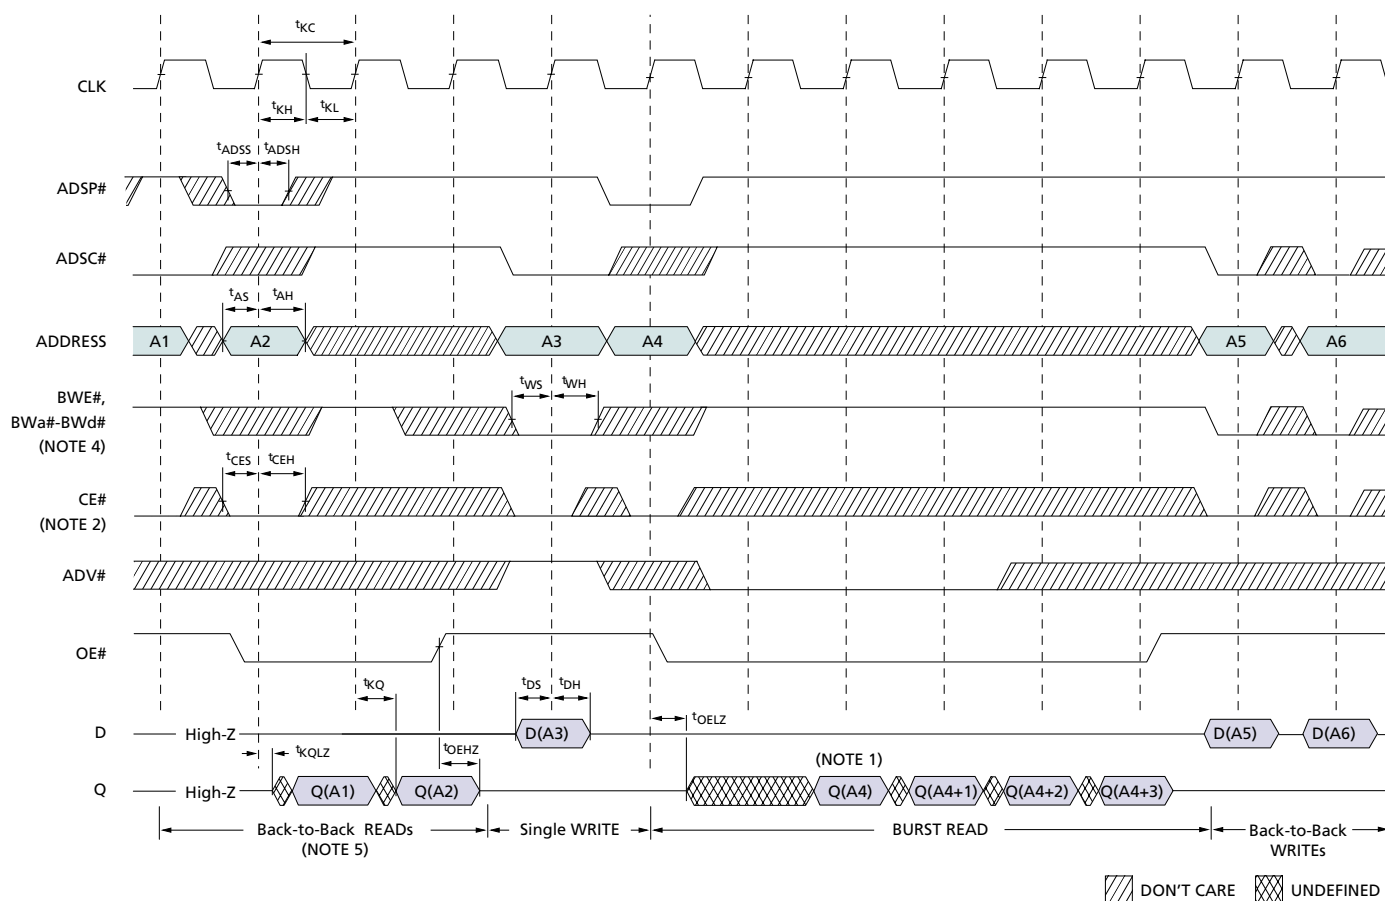 tKC
CLK
tKH
tKL
tADSS
tADSH
ADSP#
ADSC#
tAS
tAH
ADDRESS
A1
A2
A3
A4
A5
A6
BWE#,
BWa#-BWd#
(NOTE 4)
tWS
tWH
tCES
tCEH
CE#
(NOTE 2)
ADV#
OE#
tKQ
tDS
tDH
tOELZ
D
High-Z
D(A3)
D(A5)
D(A6)
tKQLZ
tOEHZ
(NOTE 1)
Q
High-Z
Q(A1)
Q(A2)
Q(A4)
Q(A4+1)
Q(A4+2)
Q(A4+3)
Back-to-Back READs
(NOTE 5)
Single WRITE
BURST READ
Back-to-Back
WRITEs
DON'T CARE
UNDEFINED